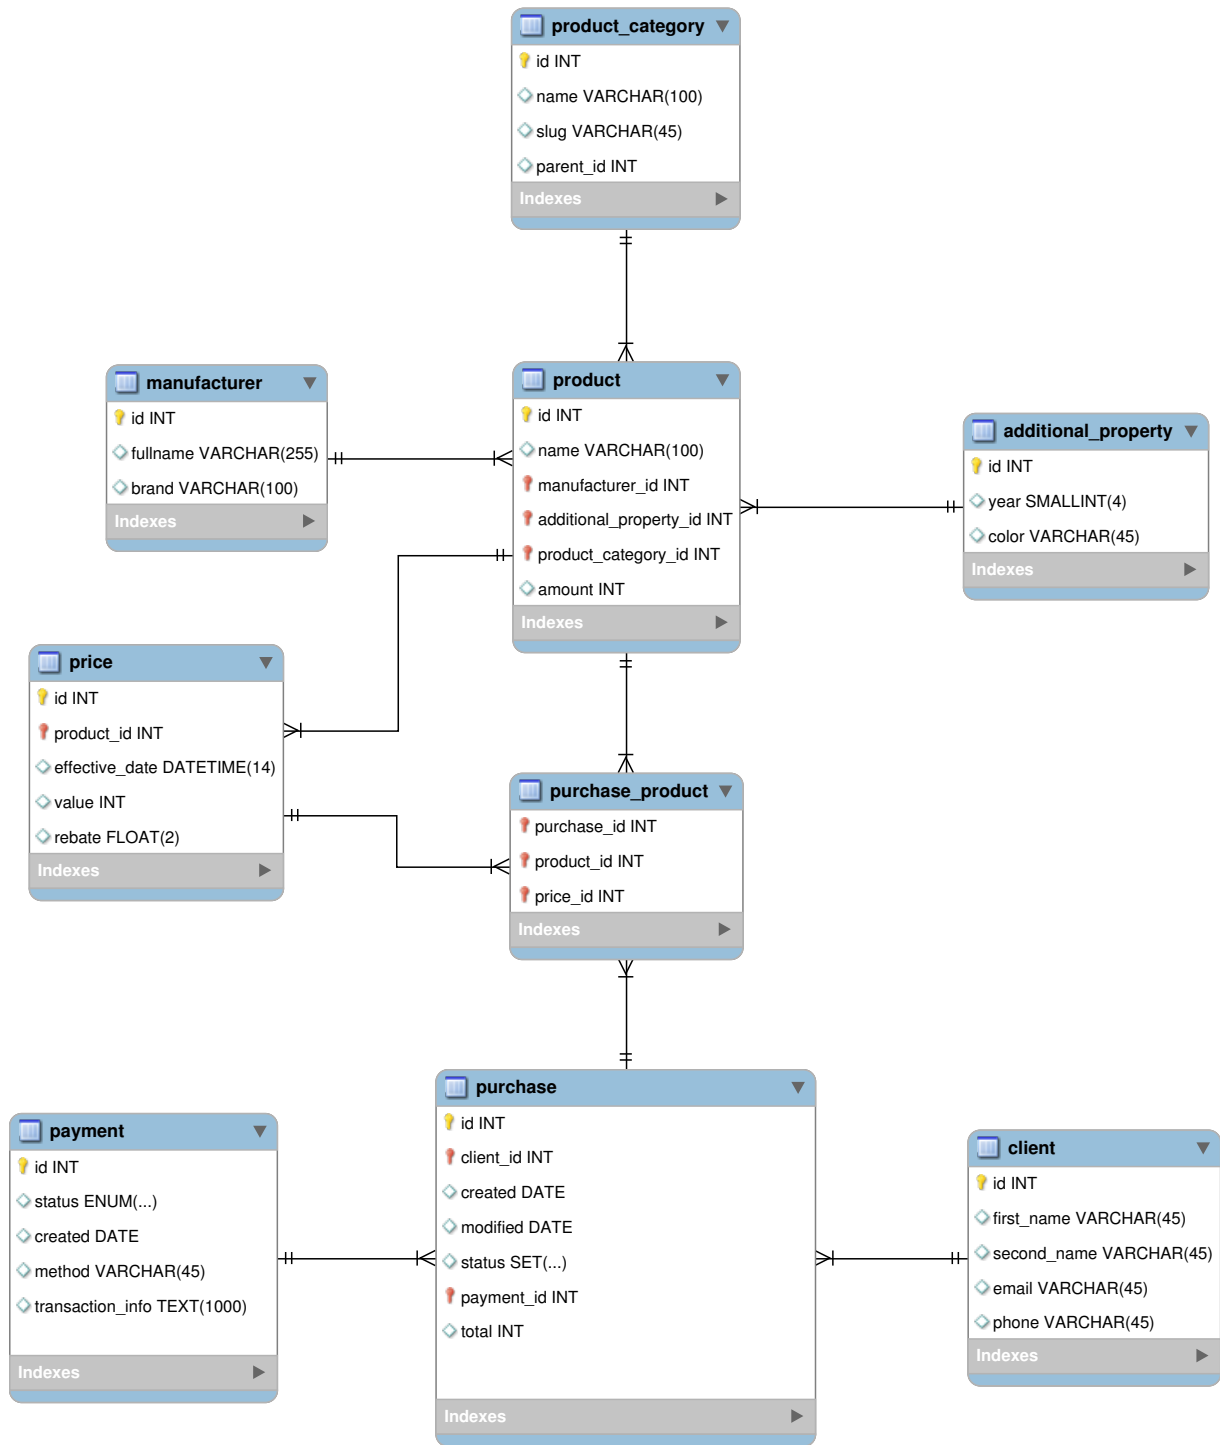 product_category
id INT
name VARCHAR(100)
slug VARCHAR(45)
parent_id INT
Indexes
manufacturer
id INT
fullname VARCHAR(255)
brand VARCHAR(100)
Indexes
product
id INT
name VARCHAR(100)
manufacturer_id INT
additional_property_id INT
product_category_id INT
amount INT
Indexes
additional_property
id INT
year SMALLINT(4)
color VARCHAR(45)
Indexes
price
id INT
product_id INT
effective_date DATETIME(14)
value INT
rebate FLOAT(2)
Indexes
purchase_product
purchase_id INT
product_id INT
price_id INT
Indexes
payment
id INT
status ENUM(...)
created DATE
method VARCHAR(45)
transaction_info TEXT(1000)
Indexes
purchase
id INT
client_id INT
created DATE
modified DATE
status SET(...)
payment_id INT
total INT
Indexes
client
id INT
first_name VARCHAR(45)
second_name VARCHAR(45)
email VARCHAR(45)
phone VARCHAR(45)
Indexes